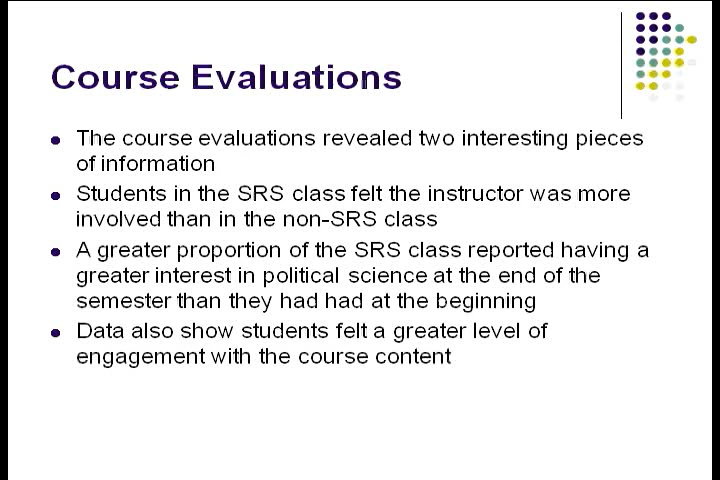 Course Evaluations
The course evaluations revealed two interesting pieces
of information
Students in the SRS class felt the instructor was more
involved than in the non-SRS class
A greater proportion of the SRS class reported having a
greater interest in political science at the end of the
semester than they had had at the beginning
Data also show students felt a greater level of
engagement with the course content